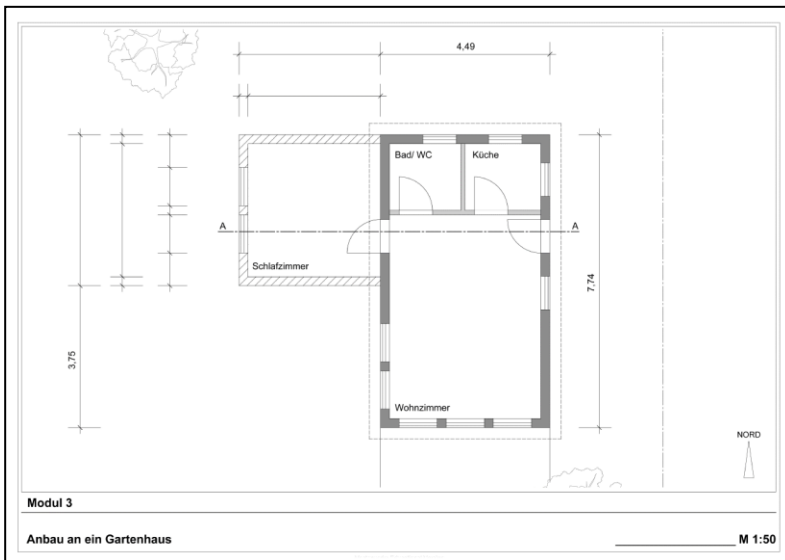 4,49
Bad/ WC
Küche
A
A
Schlafzimmer
7,74
3,75
Wohnzimmer
NORD
Modul 3
Anbau an ein Gartenhaus
M 1:50